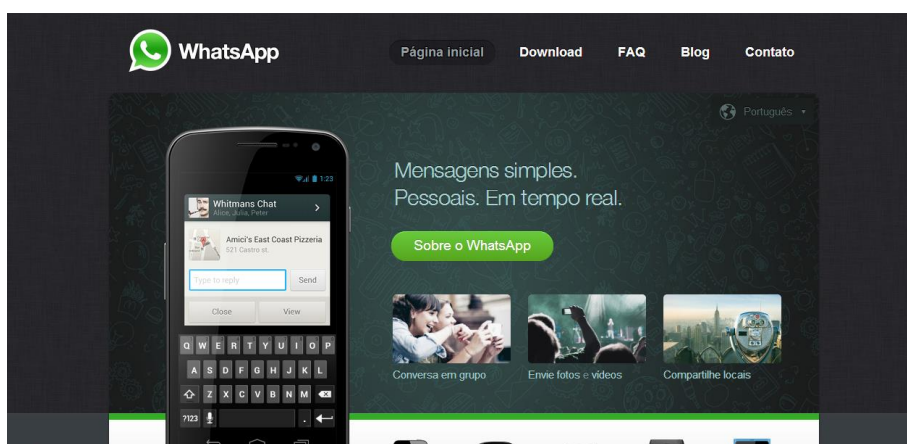 WhatsApp
Página inicial Download FAQ Blog Contato
Português
1:23
Whitmans Chat
Alice, Julia, Peter
Amici's East Coast Pizzeria
521 Castro st.
Type to reply Send
Close View
Q W E R T Y U I O P
A S D F G H J K L
Z X C V B N M
?123 .
Mensagens simples.
Pessoais. Em tempo real.
Sobre o WhatsApp
Conversa em grupo
Envie fotos e vídeos
Compartilhe locais